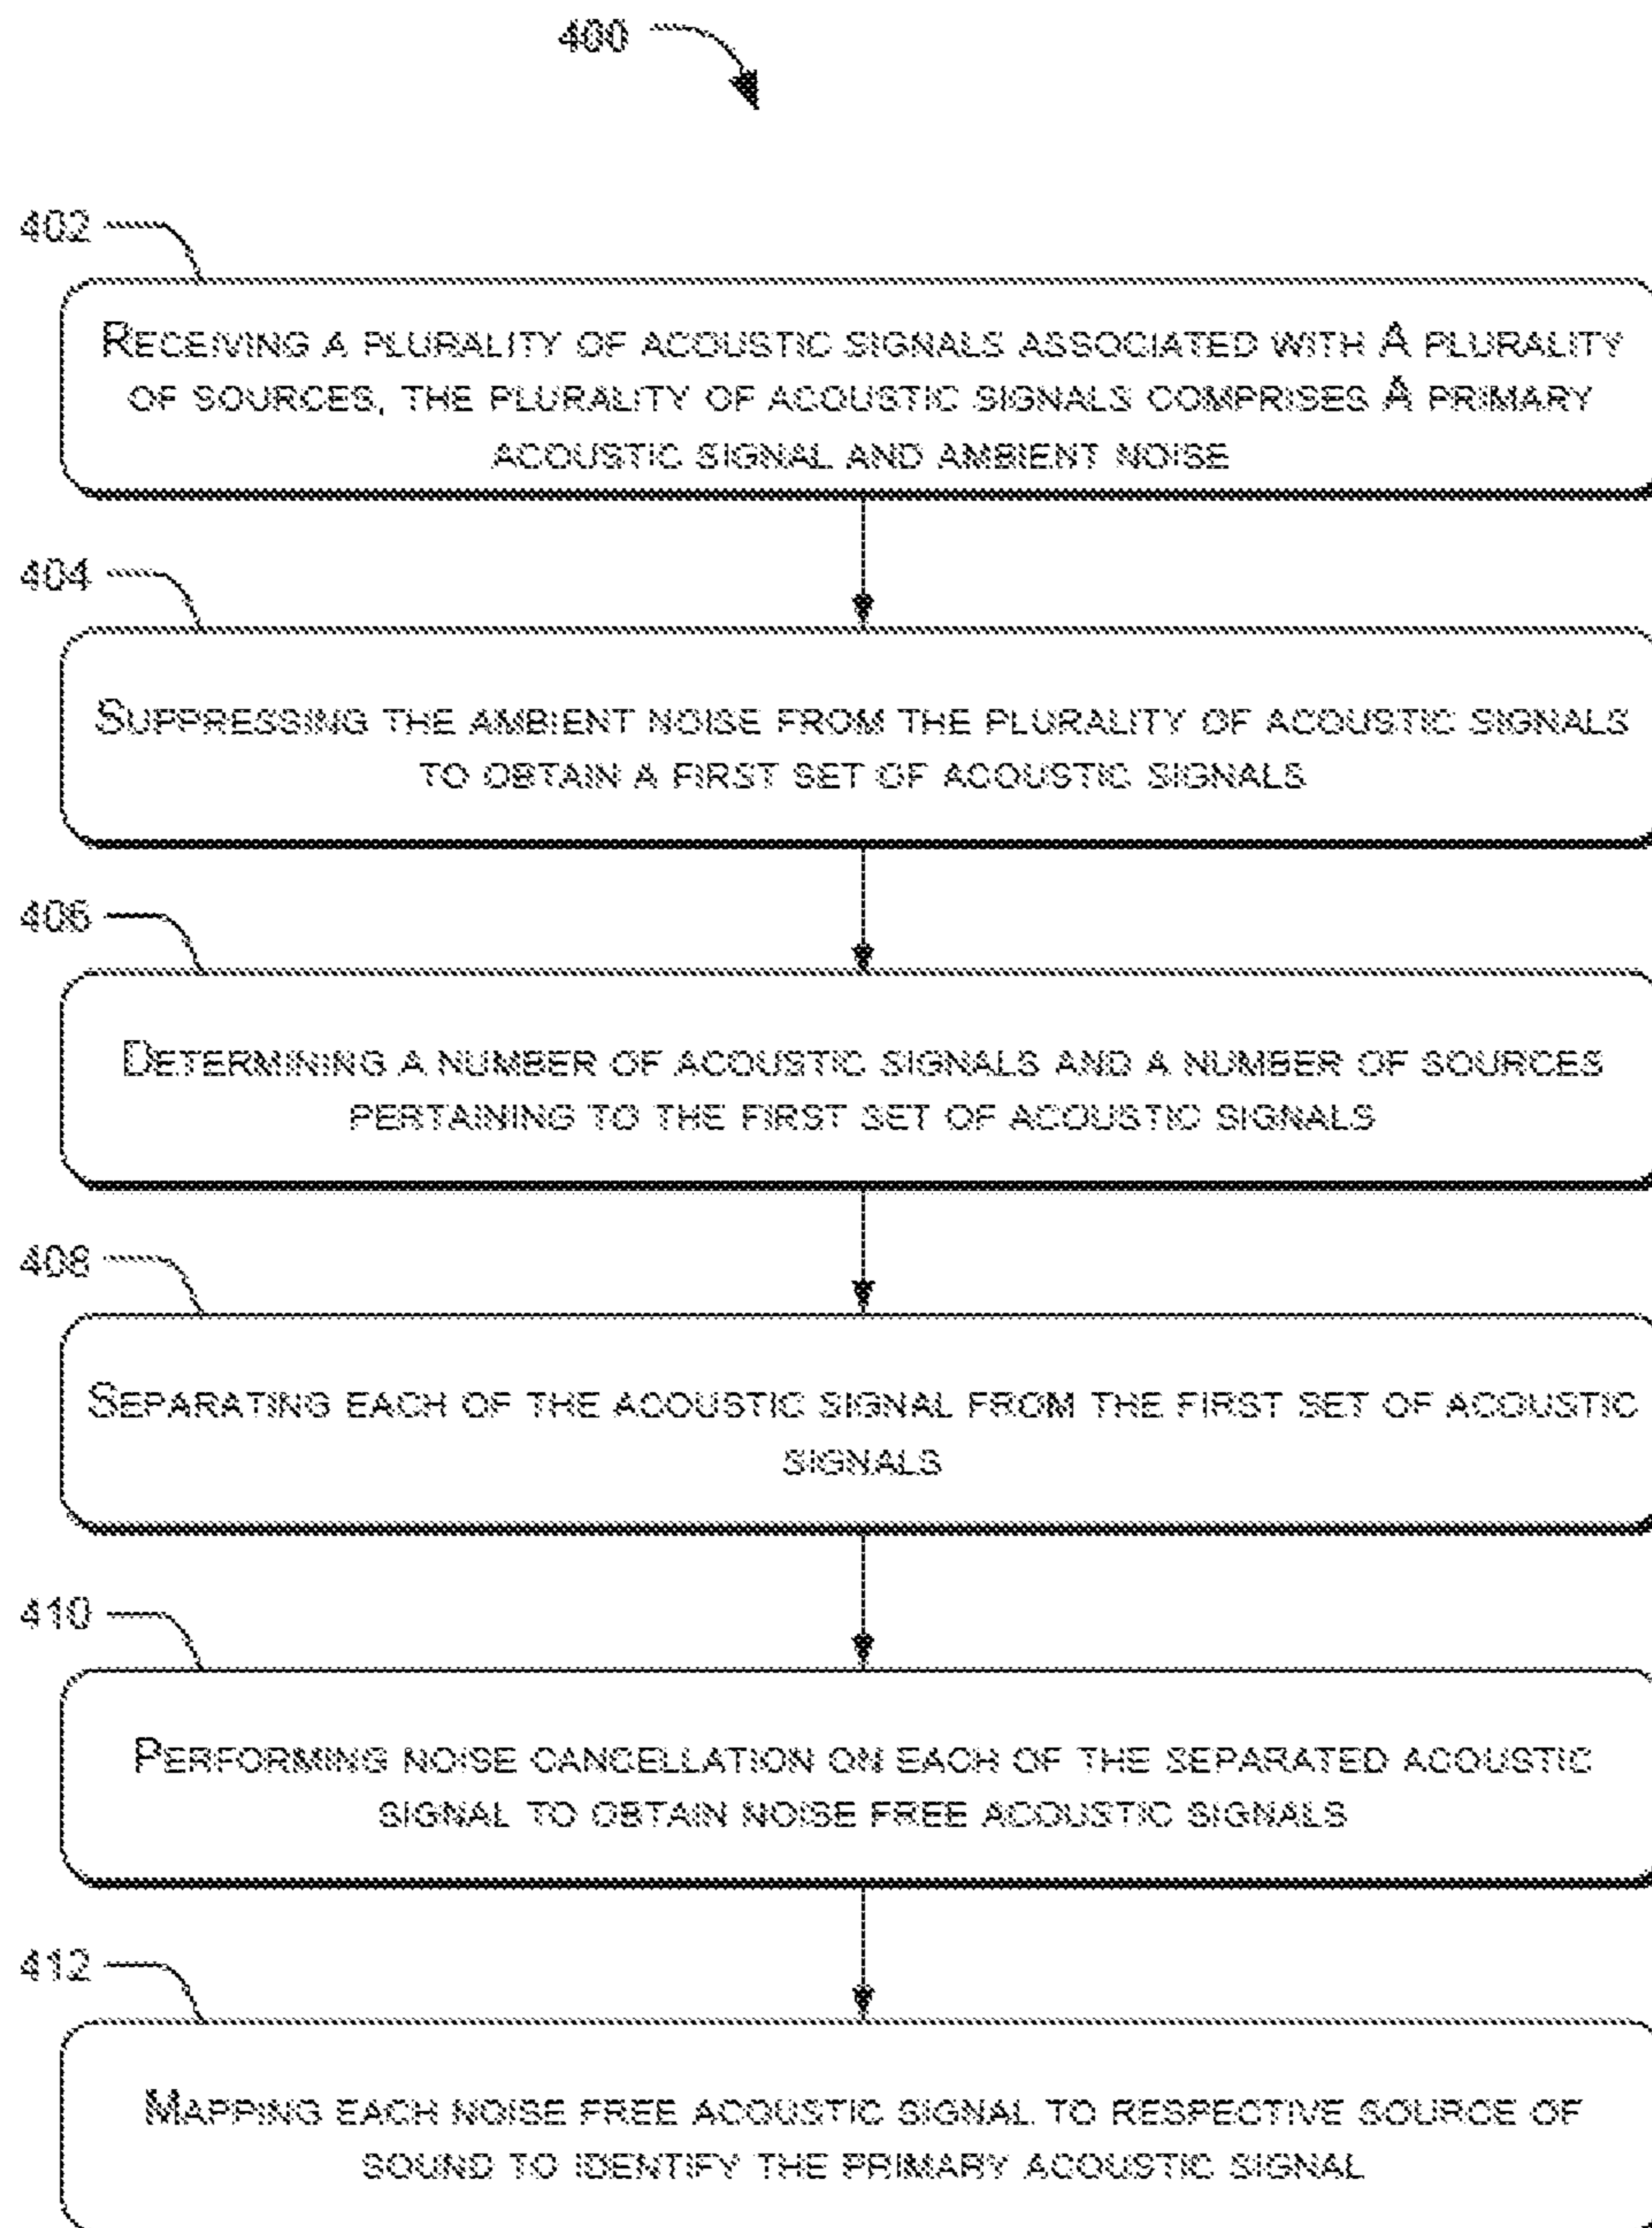 400
402
RECEIVING A PLURALITY OF ACOUSTIC SIGNALS ASSOCIATED WITH A PLURALITY
OF SOURCES, THE PLURALITY OF ACOUSTIC SIGNALS COMPRISES A PRIMARY
ACOUSTIC SIGNAL AND AMBIENT NOISE
404
SUPPRESSING THE AMBIENT NOISE FROM THE PLURALITY OF ACOUSTIC SIGNALS
TO OBTAIN A FIRST SET OF ACOUSTIC SIGNALS
406
DETERMINING A NUMBER OF ACOUSTIC SIGNALS AND A NUMBER OF SOURCES
PERTAINING TO THE FIRST SET OF ACOUSTIC SIGNALS
408
SEPARATING EACH OF THE ACOUSTIC SIGNAL FROM THE FIRST SET OF ACOUSTIC
SIGNALS
410
PERFORMING NOISE CANCELLATION ON EACH OF THE SEPARATED ACOUSTIC
SIGNAL TO OBTAIN NOISE FREE ACOUSTIC SIGNALS
412
MAPPING EACH NOISE FREE ACOUSTIC SIGNAL TO RESPECTIVE SOURCE OF
SOUND TO IDENTIFY THE PRIMARY ACOUSTIC SIGNAL